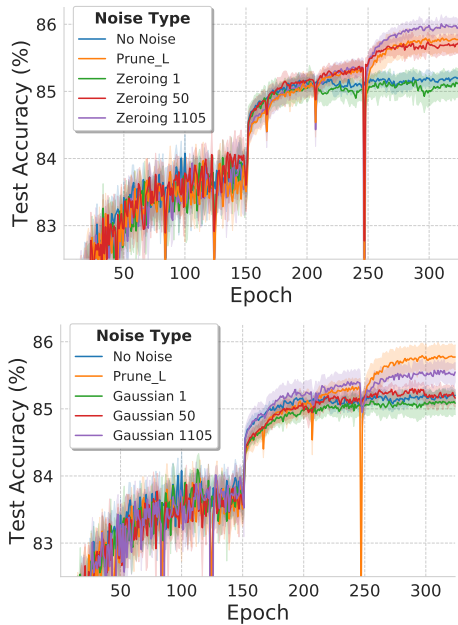 Noise Type
No Noise
Prune_L
Zeroing 1
Zeroing 50
Zeroing 1105
Test Accuracy (%)
86
85
84
83
50 100 150 200 250 300
Epoch
Noise Type
No Noise
Prune_L
Gaussian 1
Gaussian 50
Gaussian 1105
Test Accuracy (%)
86
85
84
83
50 100 150 200 250 300
Epoch